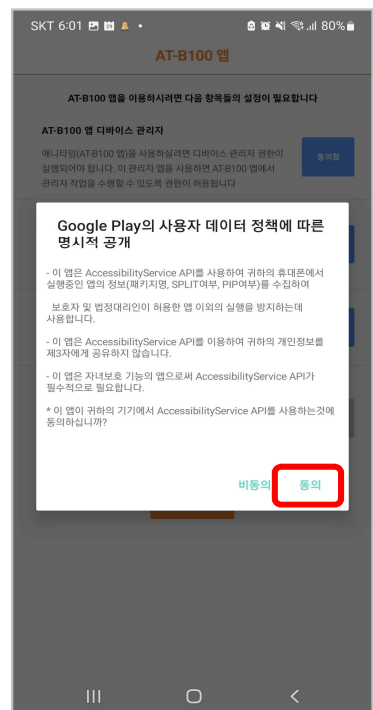 SKT 6:01
80%
AT-B100 앱
AT-B100 앱을 이용하시려면 다음 항목들의 설정이 필요합니다
AT-B100 앱 디바이스 관리자
애니타임(AT-B100 앱)을 사용하실려면 디바이스 관리자 권한이
실행되어야 합니다. 이 관리자 앱을 사용하면 AT-B100 앱에서
관리자 작업을 수행할 수 있도록 권한이 허용됩니다
동의함
Google Play의 사용자 데이터 정책에 따른
명시적 공개
- 이 앱은 AccessibilityService API를 사용하여 귀하의 휴대폰에서
실행중인 앱의 정보(패키지명, SPLIT여부, PIP여부)를 수집하여
보호자 및 법정대리인이 허용한 앱 이외의 실행을 방지하는데
사용합니다.
- 이 앱은 AccessibilityService API를 이용하여 귀하의 개인정보를
제3자에게 공유하지 않습니다.
- 이 앱은 자녀보호 기능의 앱으로써 AccessibilityService API가
필수적으로 필요합니다.
* 이 앱이 귀하의 기기에서 AccessibilityService API를 사용하는것에
동의하십니까?
비동의 동의